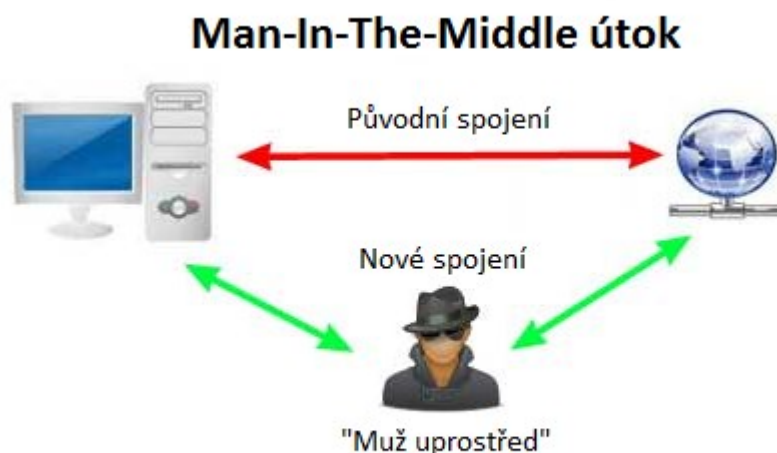 Man-In-The-Middle útok
Původní spojení
Nové spojení
"Muž uprostřed"